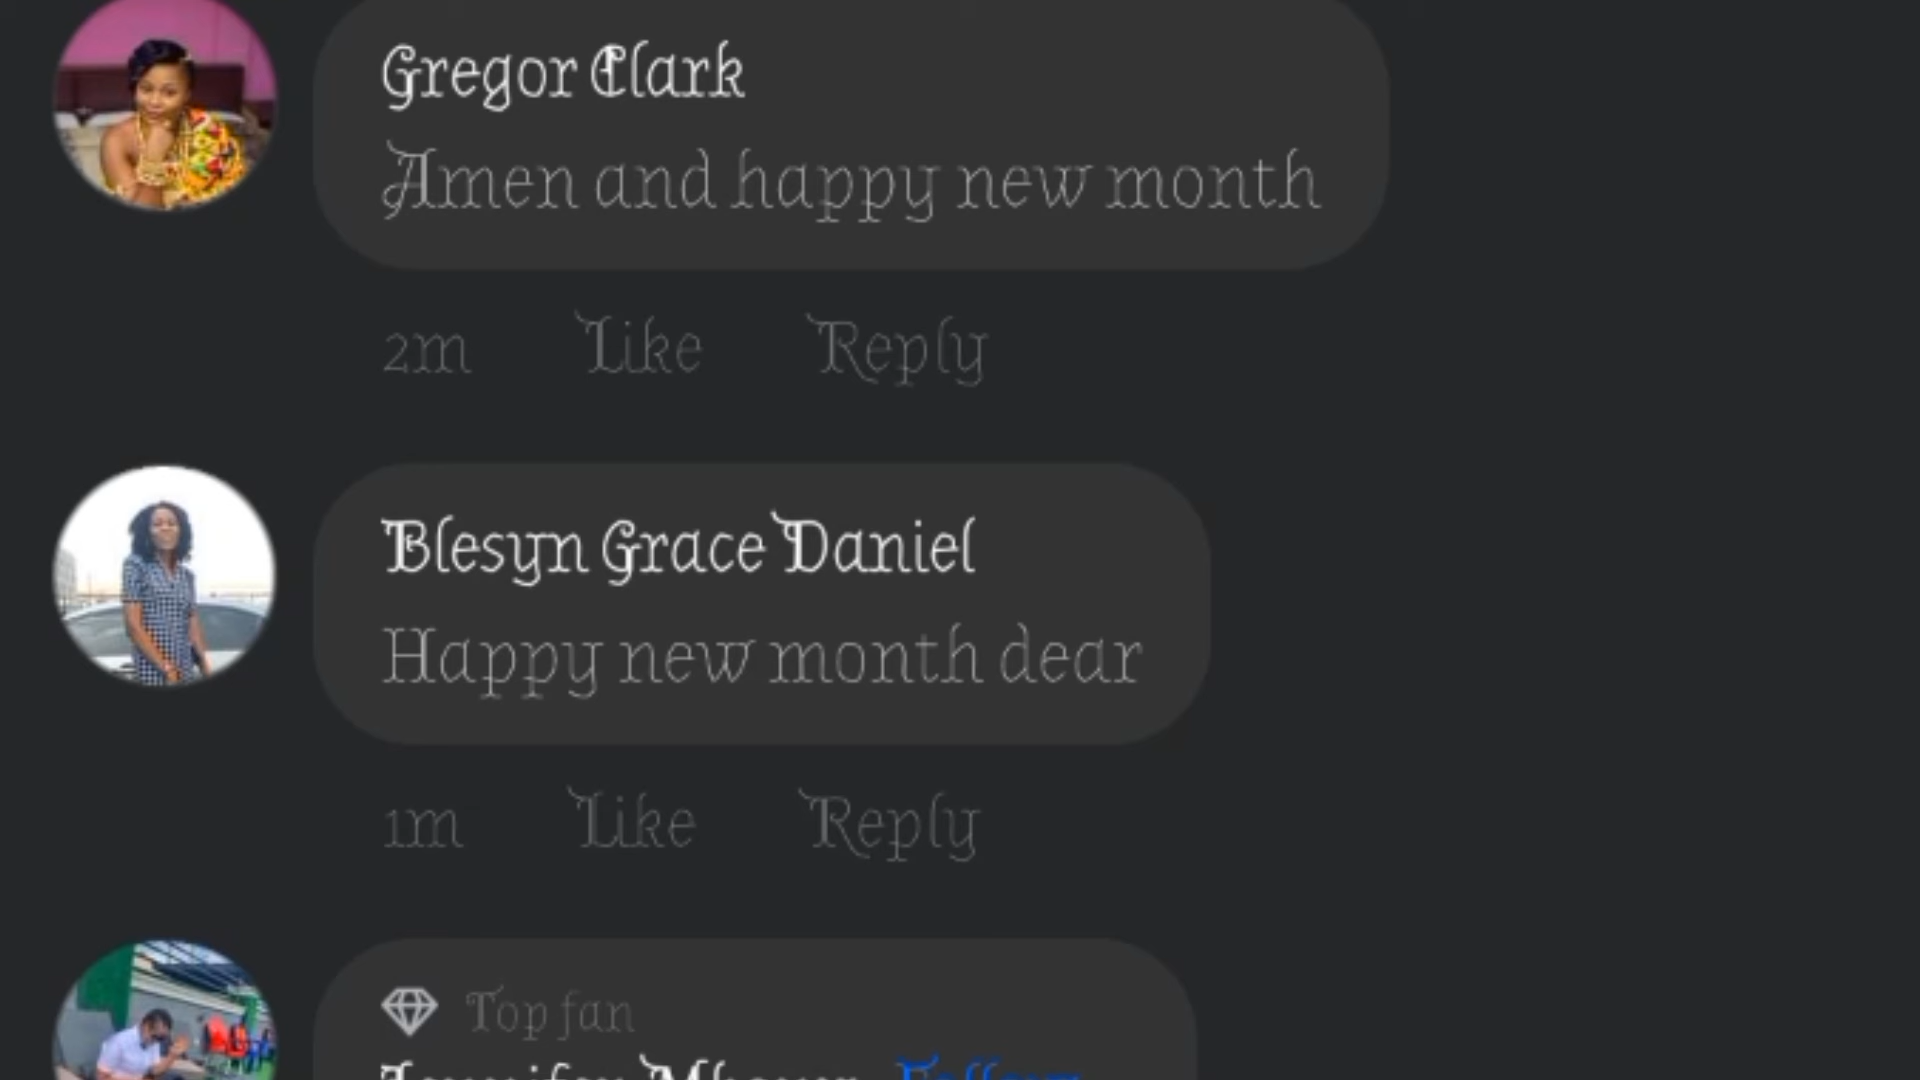 Gregor Clark
Amen and happy new month
2m Like Reply
Blesyn Grace Daniel
Happy new month dear
1m Like Reply
Top fan
Follow